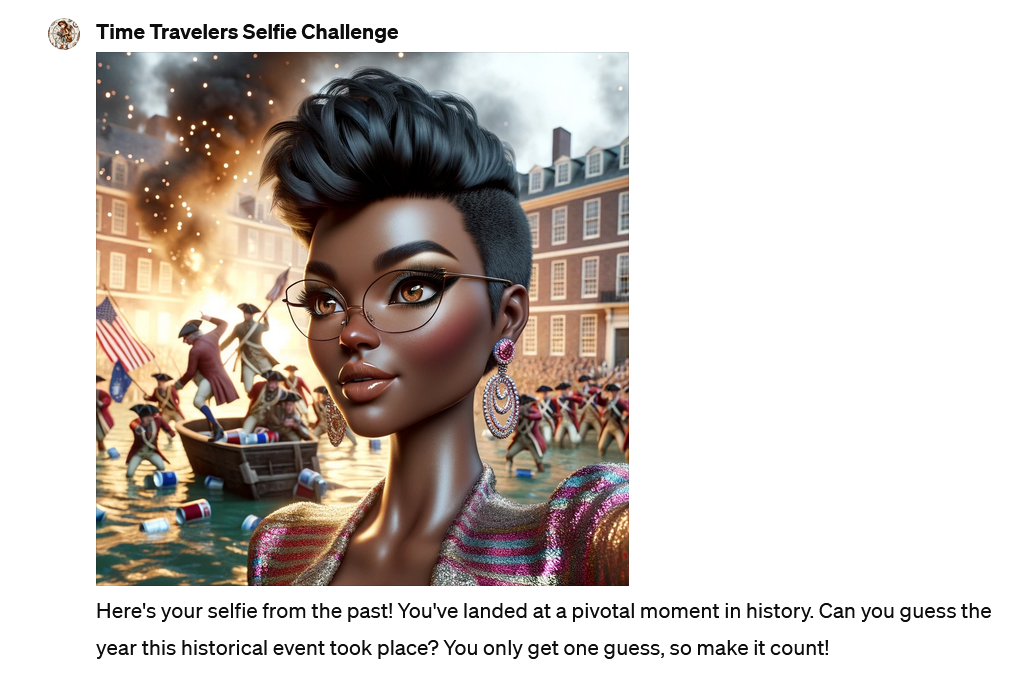 Time Travelers Selfie Challenge
Here's your selfie from the past! You've landed at a pivotal moment in history. Can you guess the
year this historical event took place? You only get one guess, so make it count!